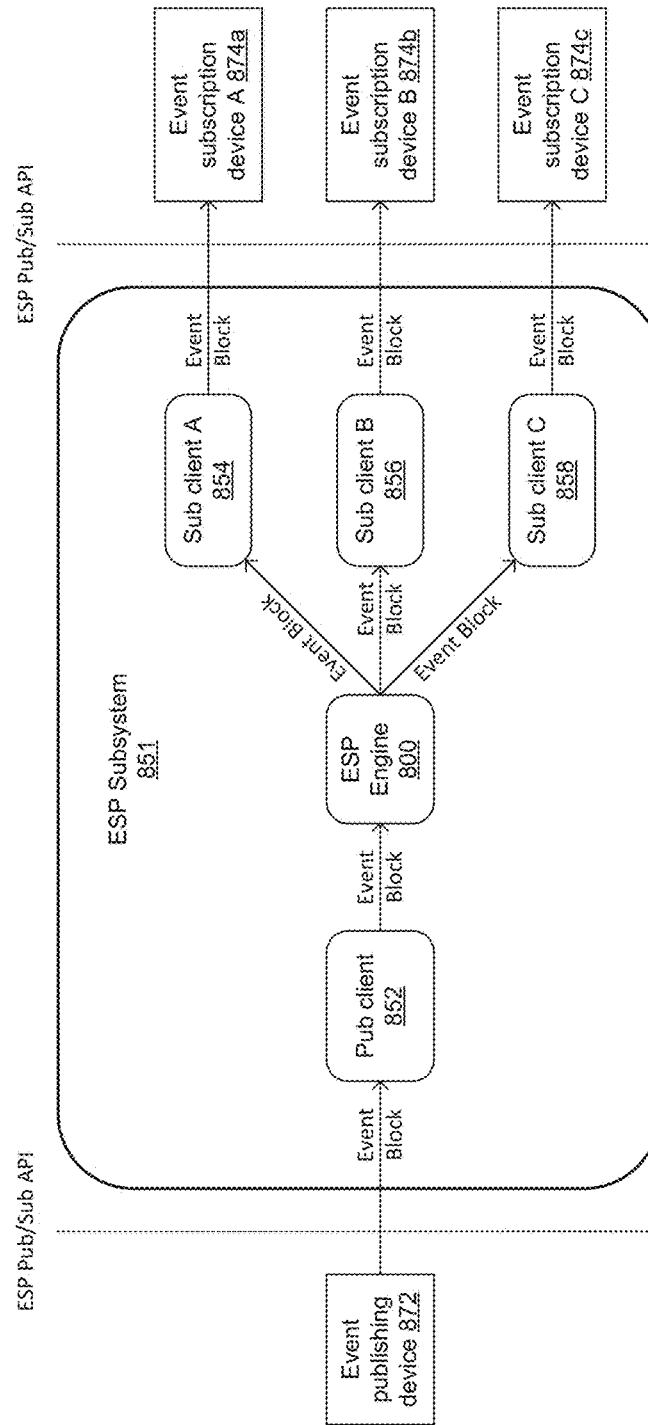 ESP Pub/Sub API
ESP Pub/Sub API
Event
publishing
device 872
Event
Block
ESP Subsystem
851
Pub client
852
Event
Block
ESP
Engine
800
Event Block
Event
Block
Event Block
Sub client A
854
Sub client B
856
Sub client C
858
Event
Block
Event
Block
Event
Block
Event
subscription
device A 874a
Event
subscription
device B 874b
Event
subscription
device C 874c